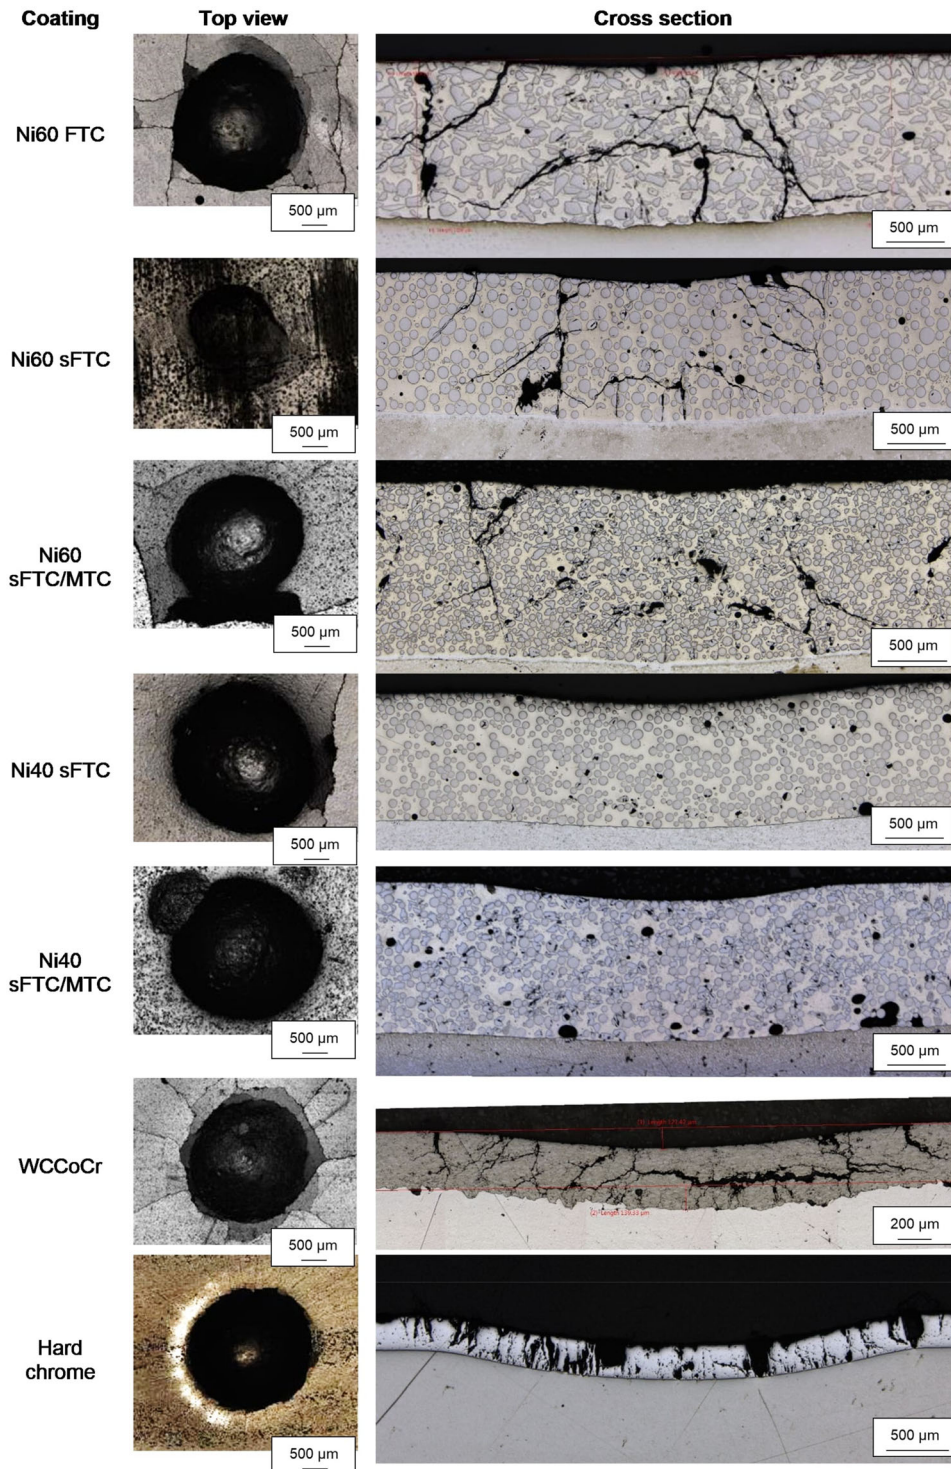 Coating Top view Cross section
Ni60 FTC
500 µm
500 µm
Ni60 sFTC
500 µm
500 µm
Ni60
sFTC/MTC
500 µm
500 µm
Ni40 sFTC
500 µm
500 µm
Ni40
sFTC/MTC
500 µm
500 µm
WCCoCr
500 µm
200 µm
Hard
chrome
500 µm
500 µm